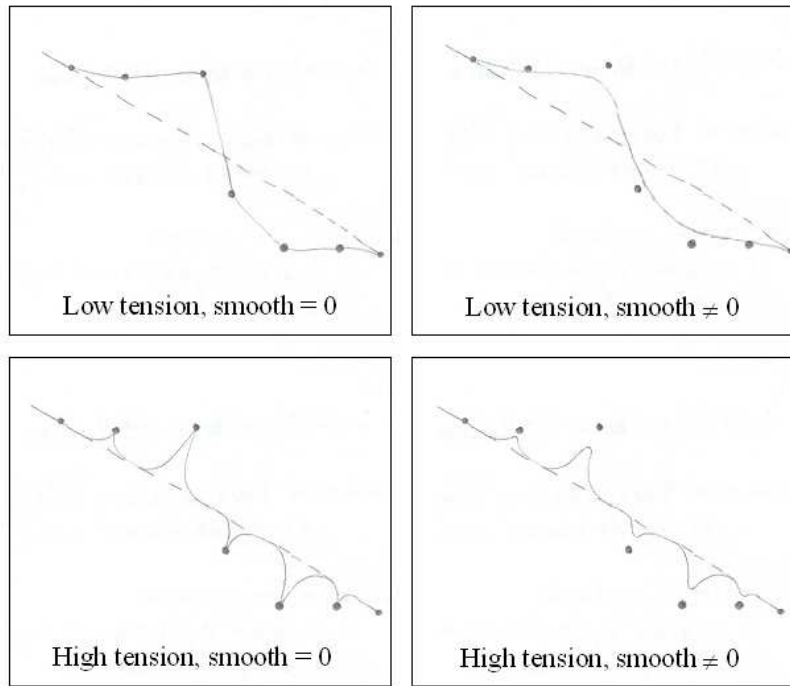 Low tension, smooth = 0
Low tension, smooth ≠ 0
High tension, smooth = 0
High tension, smooth ≠ 0